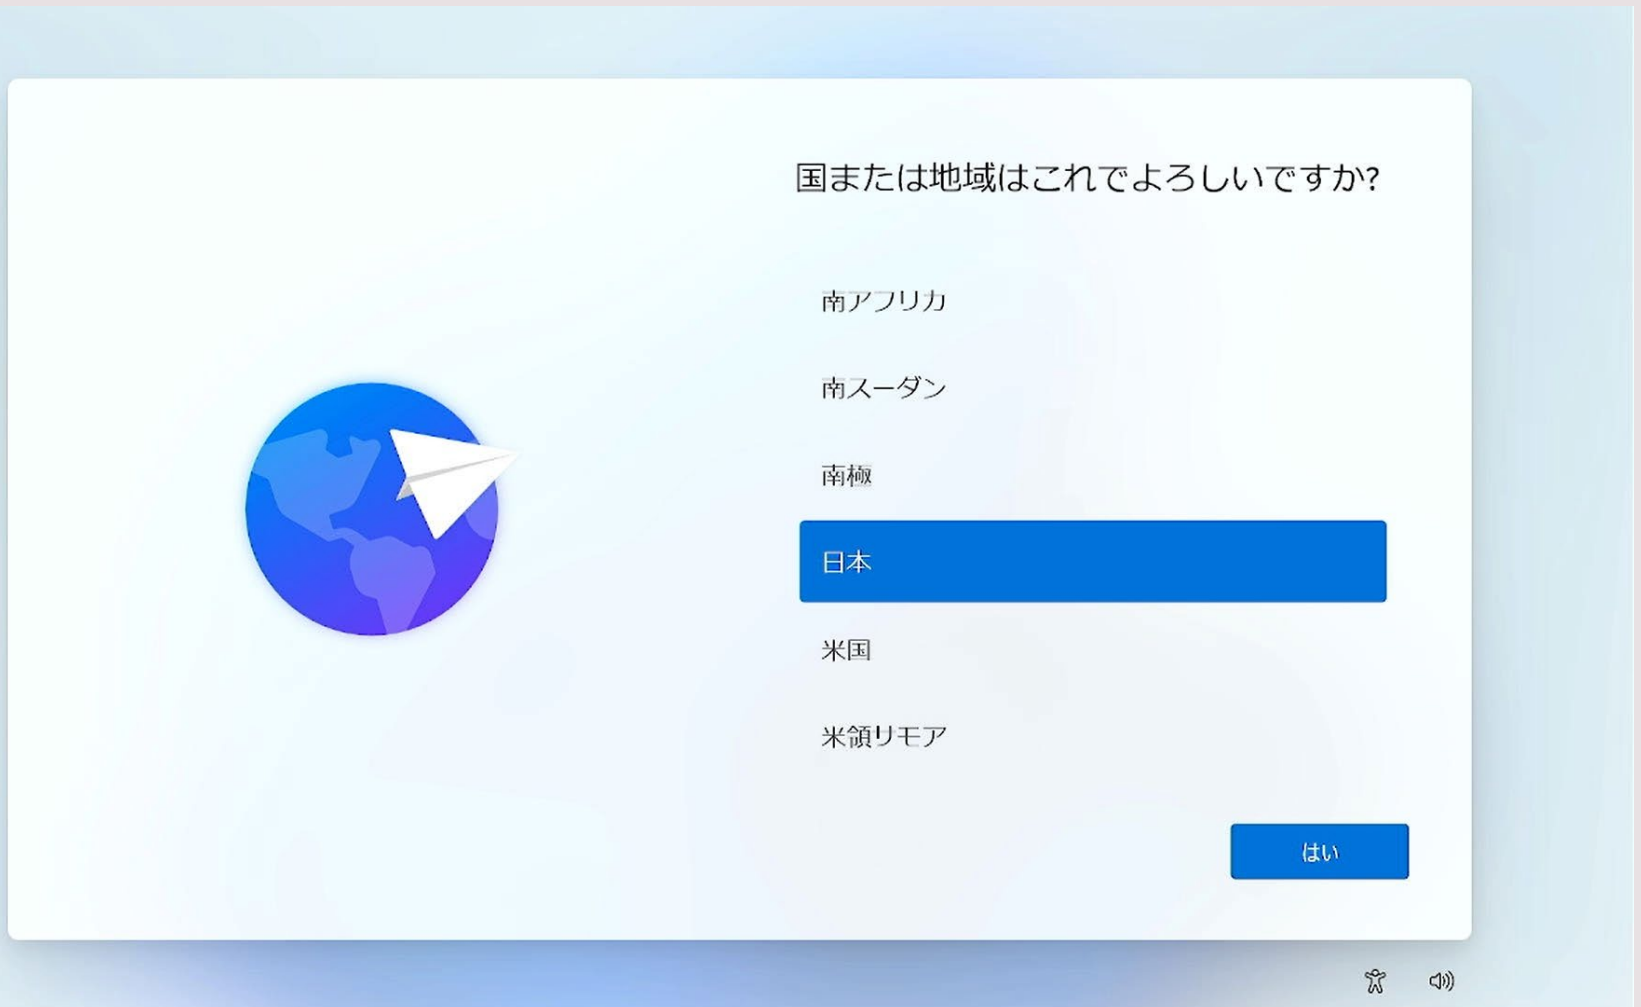 国または地域はこれでよろしいですか?
南アフリカ
南スーダン
南極
日本
米国
米領リモア
はい